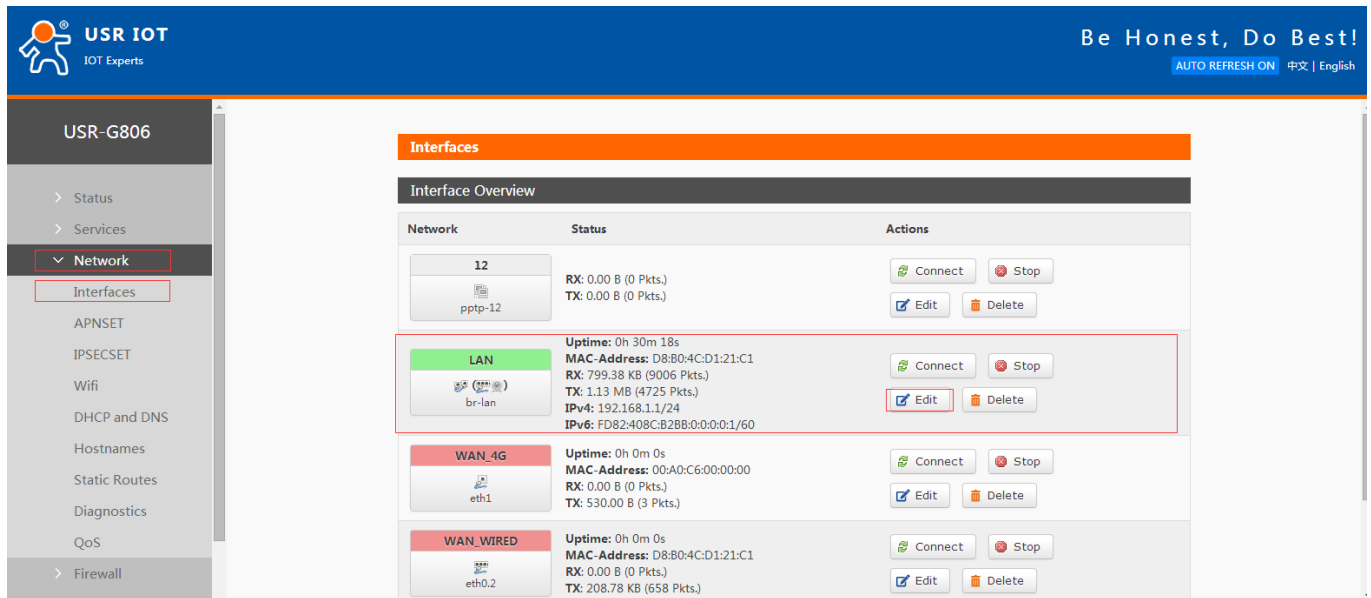 USR IOT
IOT Experts
Be Honest, Do Best!
AUTO REFRESH ON 中文 | English
USR-G806
Status
Services
Network
Interfaces
APNSET
IPSECSET
Wifi
DHCP and DNS
Hostnames
Static Routes
Diagnostics
QoS
Firewall
Interfaces
Interface Overview
Network Status Actions
12
pptp-12
RX: 0.00 B (0 Pkts.)
TX: 0.00 B (0 Pkts.)
Connect Stop
Edit Delete
LAN
br-lan
Uptime: 0h 30m 18s
MAC-Address: D8:B0:4C:D1:21:C1
RX: 799.38 KB (9006 Pkts.)
TX: 1.13 MB (4725 Pkts.)
IPv4: 192.168.1.1/24
IPv6: FD82:408C:B2BB:0:0:0:0:1/60
Connect Stop
Edit Delete
WAN_4G
eth1
Uptime: 0h 0m 0s
MAC-Address: 00:A0:C6:00:00:00
RX: 0.00 B (0 Pkts.)
TX: 530.00 B (3 Pkts.)
Connect Stop
Edit Delete
WAN_WIRED
eth0.2
Uptime: 0h 0m 0s
MAC-Address: D8:B0:4C:D1:21:C1
RX: 0.00 B (0 Pkts.)
TX: 208.78 KB (658 Pkts.)
Connect Stop
Edit Delete